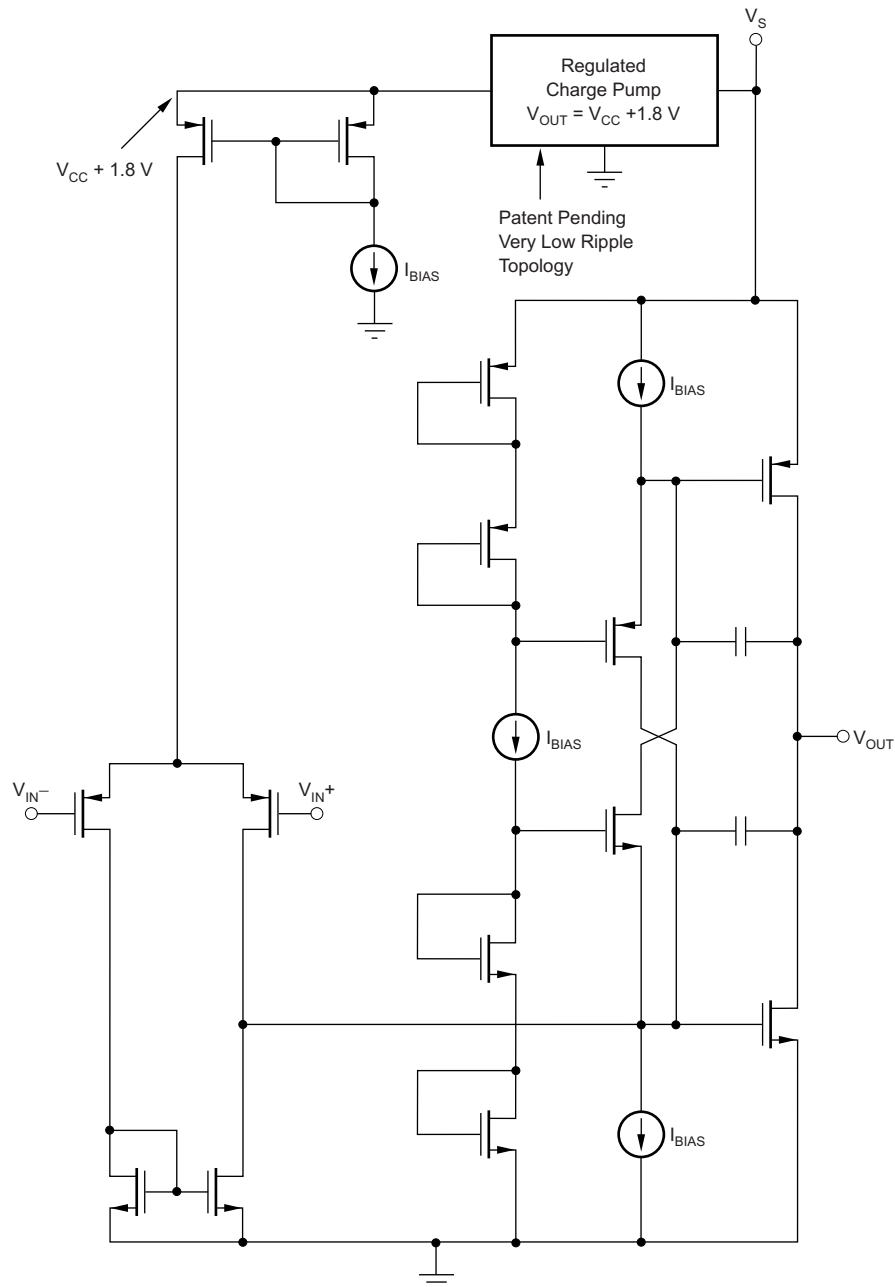 V_S
Regulated
Charge Pump
V_OUT = V_CC +1.8 V
V_CC + 1.8 V
Patent Pending
Very Low Ripple
Topology
I_BIAS
I_BIAS
I_BIAS
V_OUT
V_IN−
V_IN+
I_BIAS